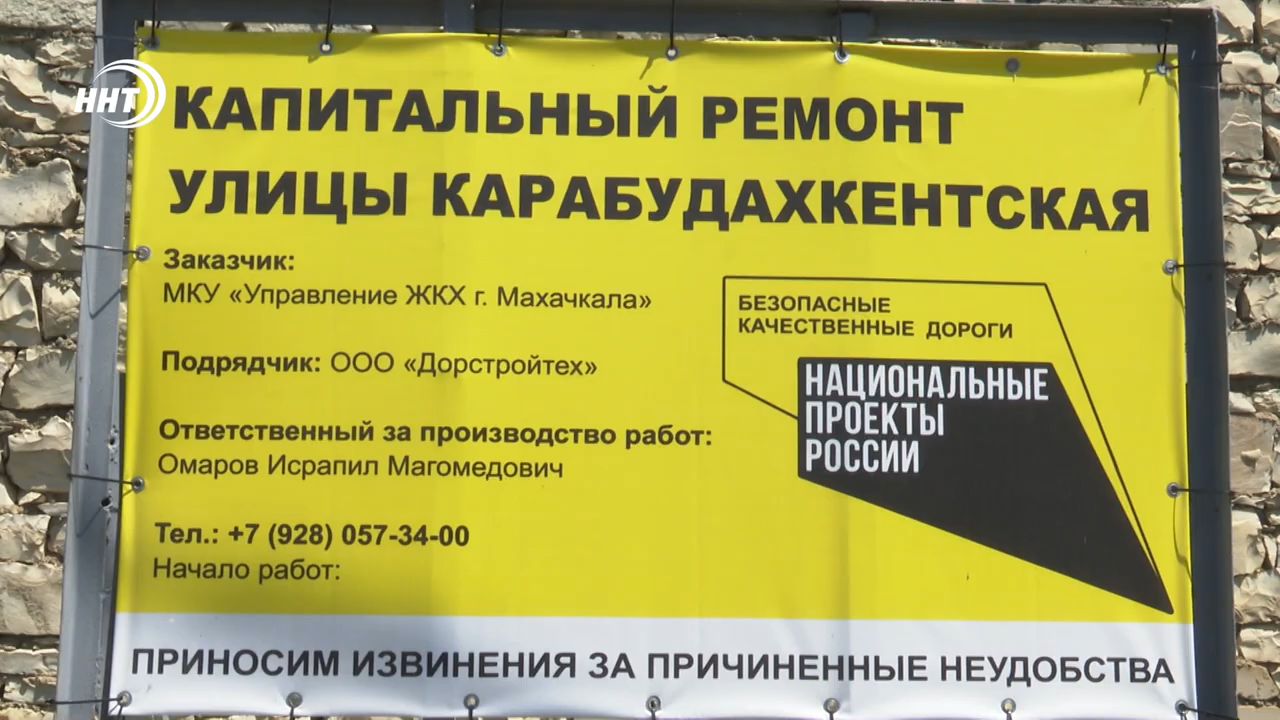 ННТ
КАПИТАЛЬНЫЙ РЕМОНТ
УЛИЦЫ КАРАБУДАХКЕНТСКАЯ
Заказчик:
МКУ «Управление ЖКХ г. Махачкала»
Подрядчик: ООО «Дорстройтех»
Ответственный за производство работ:
Омаров Исрапил Магомедович
Тел.: +7 (928) 057-34-00
Начало работ:
БЕЗОПАСНЫЕ
КАЧЕСТВЕННЫЕ ДОРОГИ
НАЦИОНАЛЬНЫЕ
ПРОЕКТЫ
РОССИИ
ПРИНОСИМ ИЗВИНЕНИЯ ЗА ПРИЧИНЕННЫЕ НЕУДОБСТВА